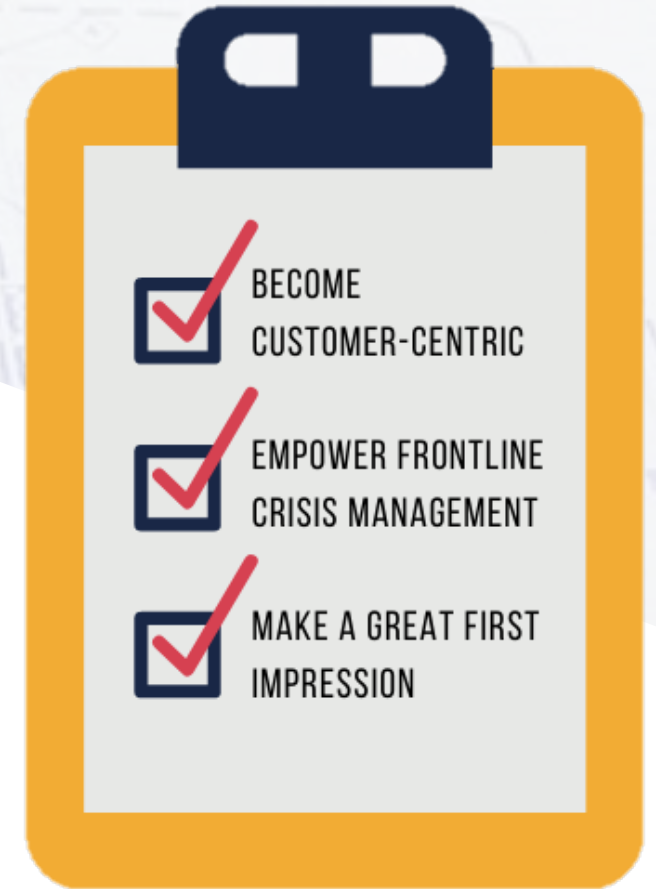 BECOME
CUSTOMER-CENTRIC
EMPOWER FRONTLINE
CRISIS MANAGEMENT
MAKE A GREAT FIRST
IMPRESSION